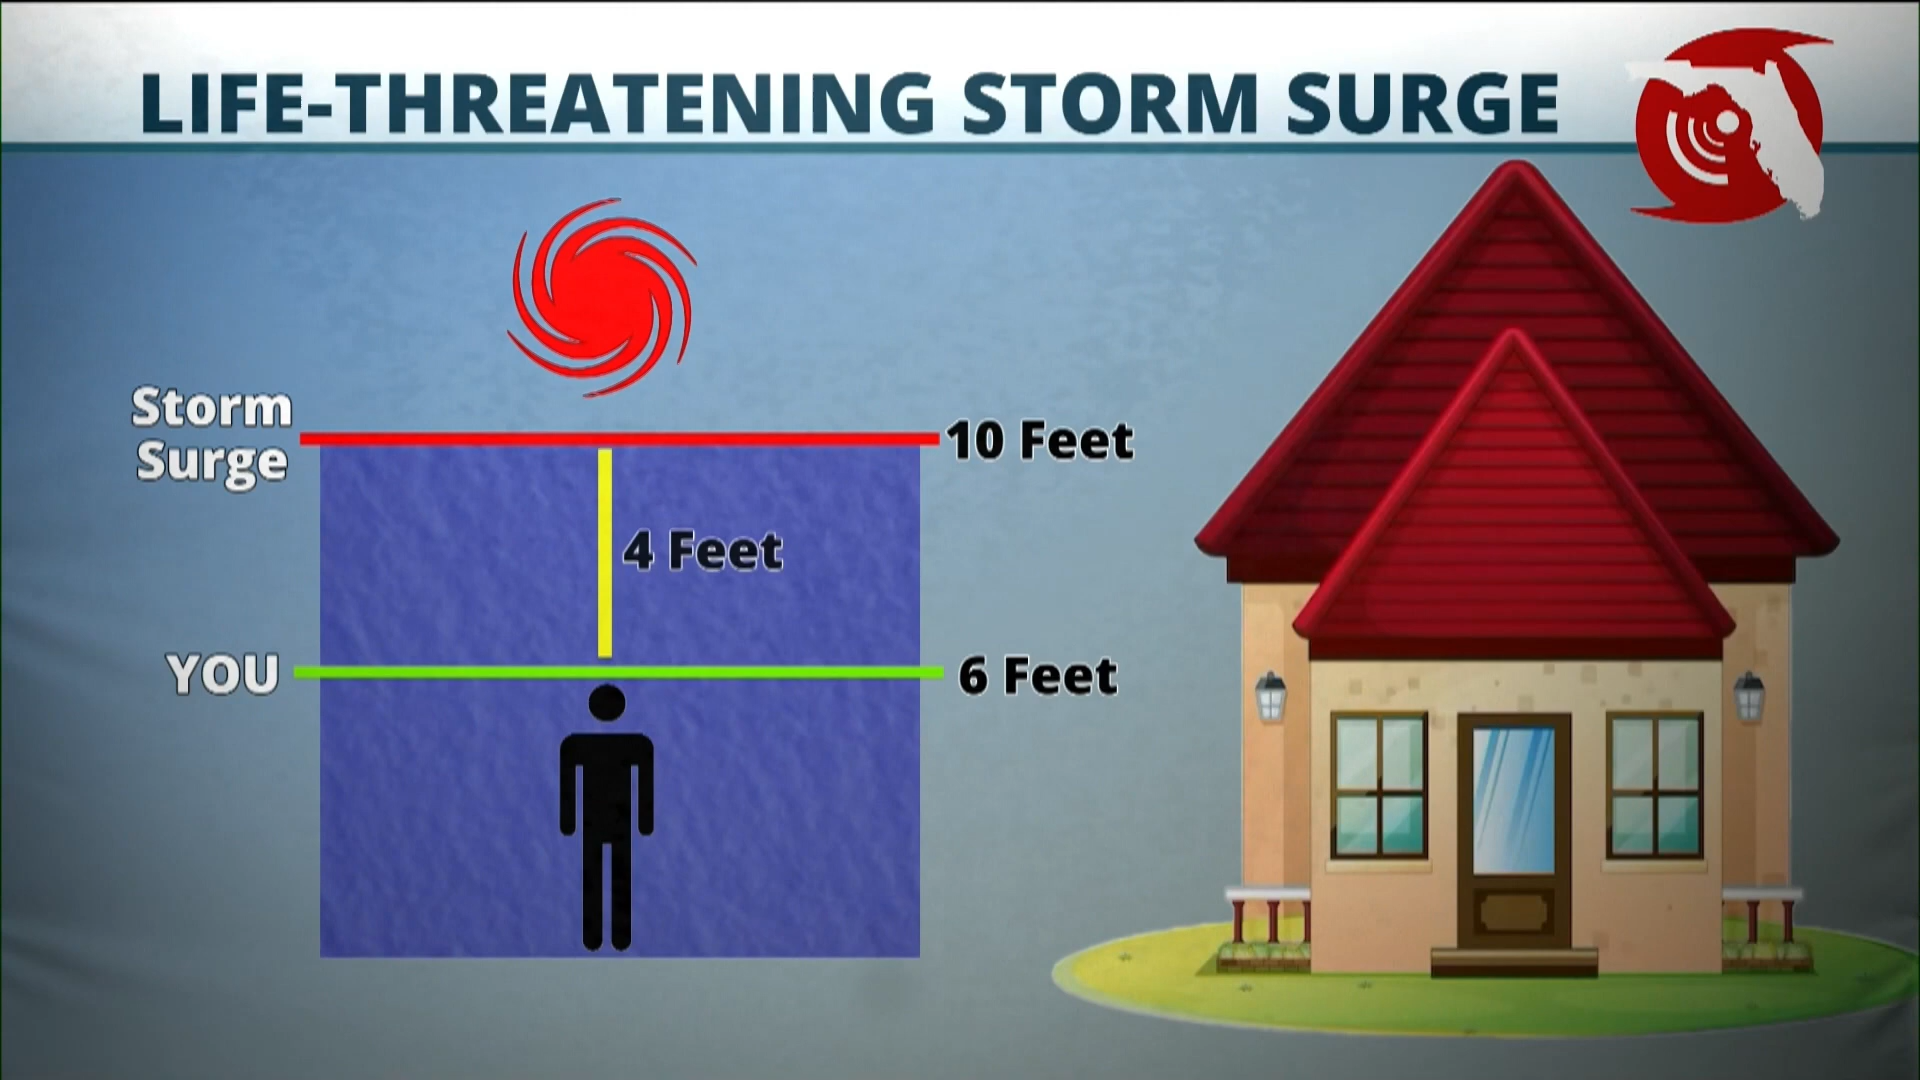 LIFE-THREATENING STORM SURGE
Storm
Surge
10 Feet
4 Feet
YOU
6 Feet